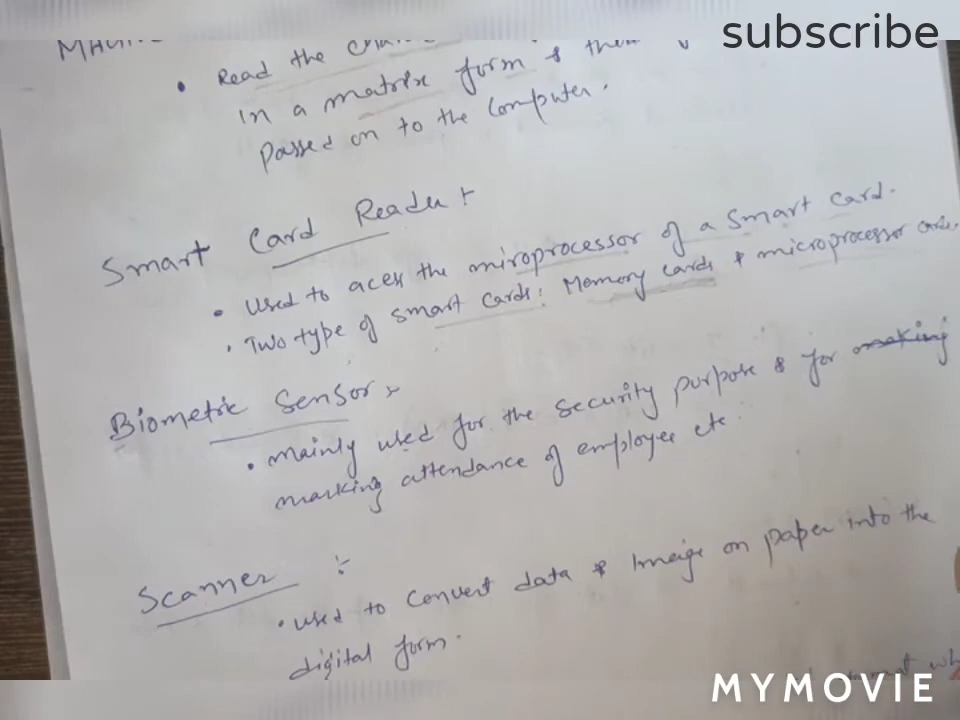 subscribe
• Read the
in a matrix form & then
passed on to the Computer.
Smart Card Reader
• Used to acess the miroprocessor of a Smart Card.
• Two type of smart Cards: Memory cards & microprocessor
Biometric Sensor
• mainly used for the security purpose & for making
marking attendance of employee etc.
Scanner :-
• Used to Convert data & Image on paper into the
digital form.
MYMOVIE